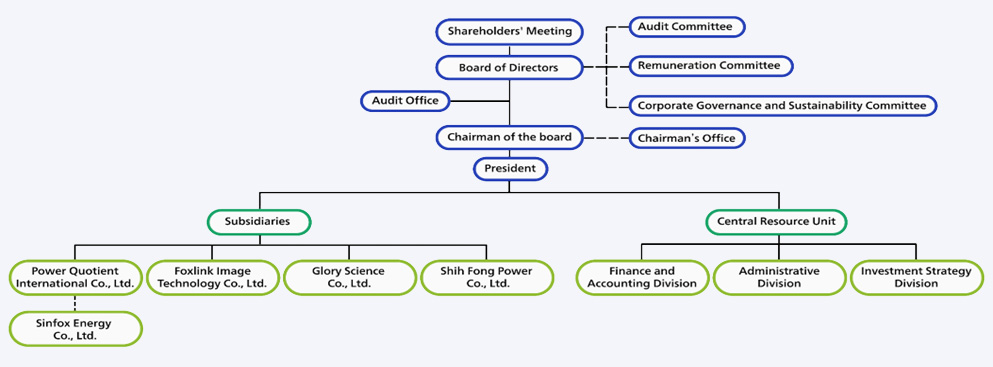 Shareholders' Meeting
Audit Committee
Board of Directors
Remuneration Committee
Audit Office
Corporate Governance and Sustainability Committee
Chairman of the board
Chairman's Office
President
Subsidiaries
Central Resource Unit
Power Quotient
International Co., Ltd.
Foxlink Image
Technology Co., Ltd.
Glory Science
Co., Ltd.
Shih Fong Power
Co., Ltd.
Finance and
Accounting Division
Administrative
Division
Investment Strategy
Division
Sinfox Energy
Co., Ltd.